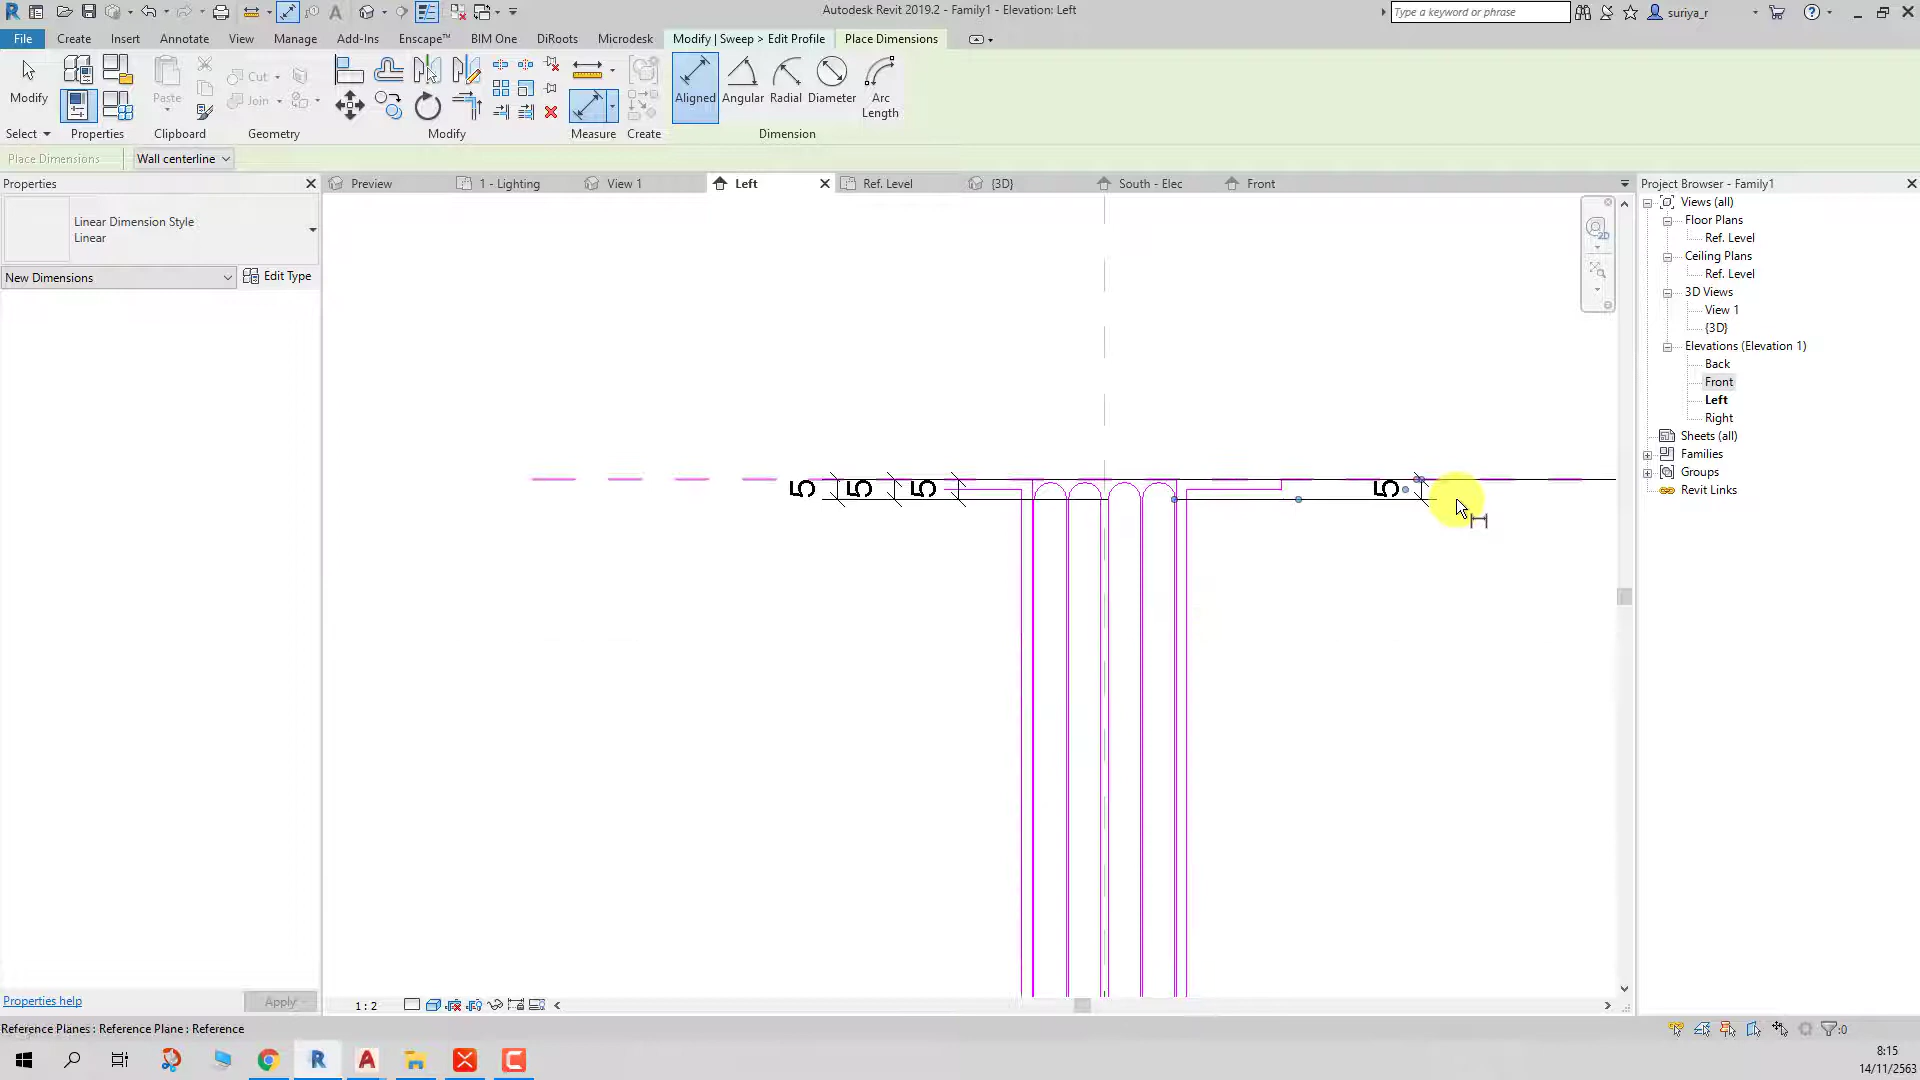 Autodesk Revit 2019.2 - Family1 - Elevation: Left
Type a keyword or phrase
suriya_r
File Create Insert Annotate View Manage Add-Ins Enscape™ BIM One DiRoots Microdesk Modify | Sweep > Edit Profile Place Dimensions
Modify
Paste
Cut
Join
Aligned Angular Radial Diameter Arc
Length
Select Properties Clipboard Geometry Modify Measure Create Dimension
Place Dimensions Wall centerline
Properties
Preview 1 - Lighting View 1 Left Ref. Level {3D} South - Elec Front
Project Browser - Family1
Linear Dimension Style
Linear
New Dimensions Edit Type
2D
Views (all)
Floor Plans
Ref. Level
Ceiling Plans
Ref. Level
3D Views
View 1
{3D}
Elevations (Elevation 1)
Back
Front
Left
Right
Sheets (all)
Families
Groups
Revit Links
5 5 5 5
Properties help Apply
1 : 2
Reference Planes : Reference Plane : Reference
:0
8:15
14/11/2563